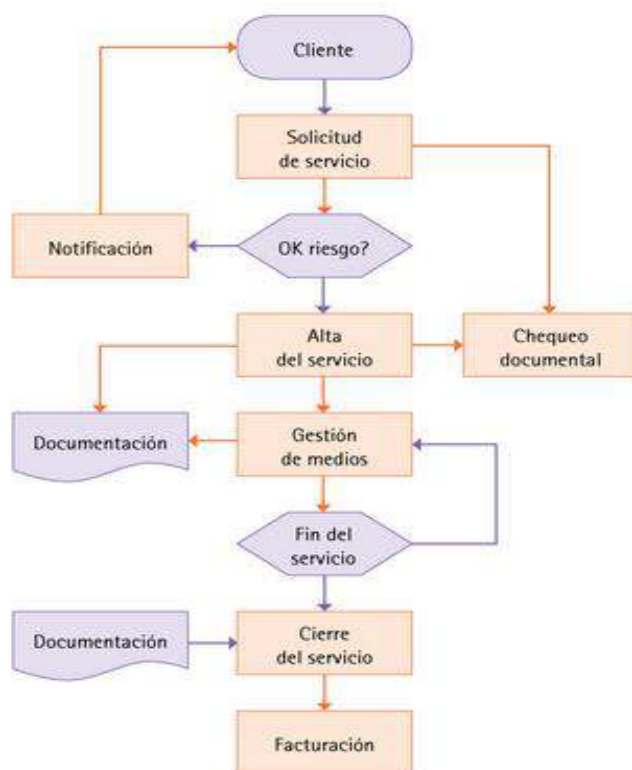 Cliente
Solicitud
de servicio
Notificación
OK riesgo?
Alta
del servicio
Chequeo
documental
Documentación
Gestión
de medios
Fin del
servicio
Documentación
Cierre
del servicio
Facturación